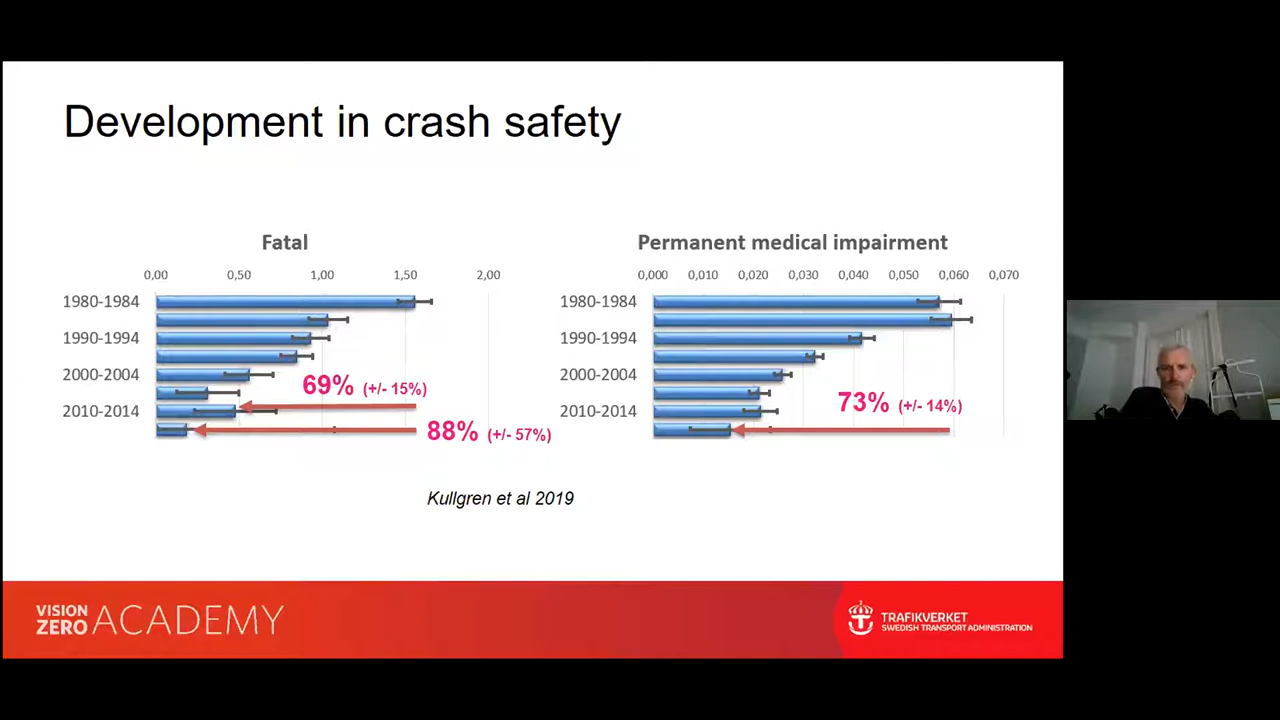 Development in crash safety
Fatal
0,00 0,50 1,00 1,50 2,00
1980-1984
1990-1994
2000-2004
2010-2014
69% (+/- 15%)
88% (+/- 57%)
Permanent medical impairment
0,000 0,010 0,020 0,030 0,040 0,050 0,060 0,070
1980-1984
1990-1994
2000-2004
2010-2014
73% (+/- 14%)
Kullgren et al 2019
VISION
ZERO ACADEMY
TRAFIKVERKET
SWEDISH TRANSPORT ADMINISTRATION